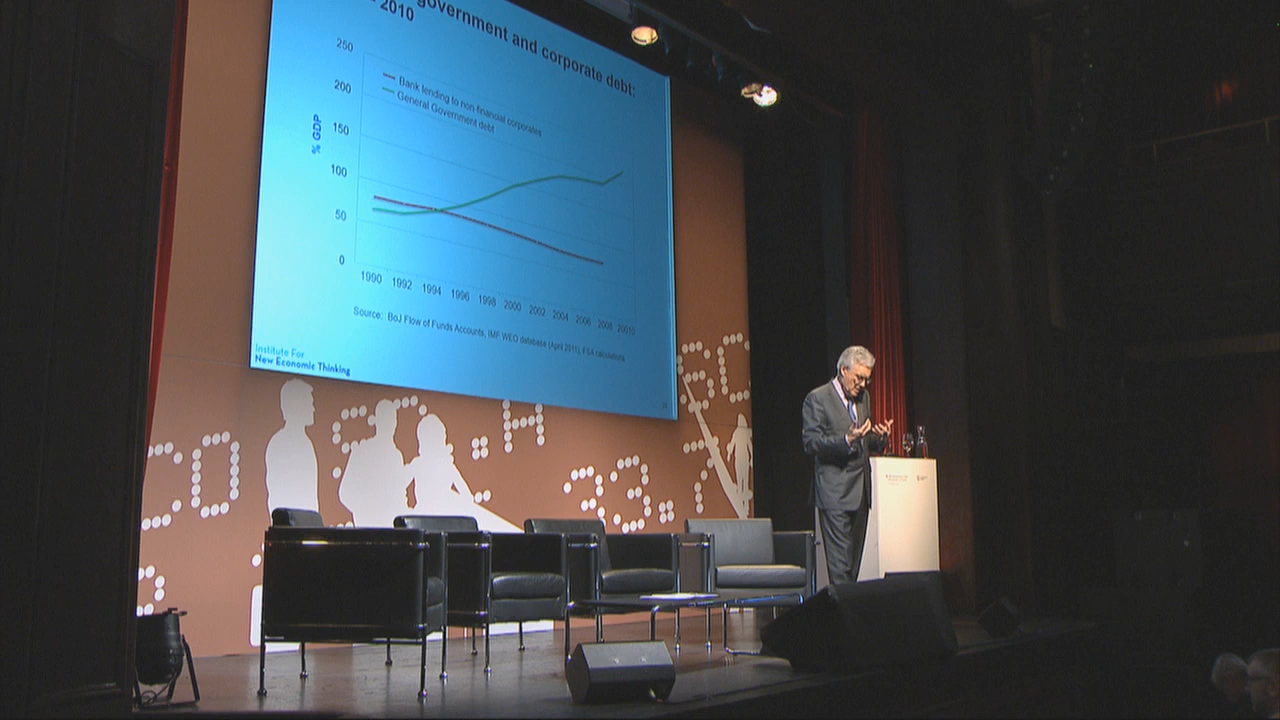 government and corporate debt:
2010
250
200
150
100
50
0
% GDP
Bank lending to non-financial corporates
General Government debt
1990 1992 1994 1996 1998 2000 2002 2004 2006 2008 20010
Source: BoJ Flow of Funds Accounts, IMF WEO database (April 2011), FSA calculations
Institute For
New Economic Thinking